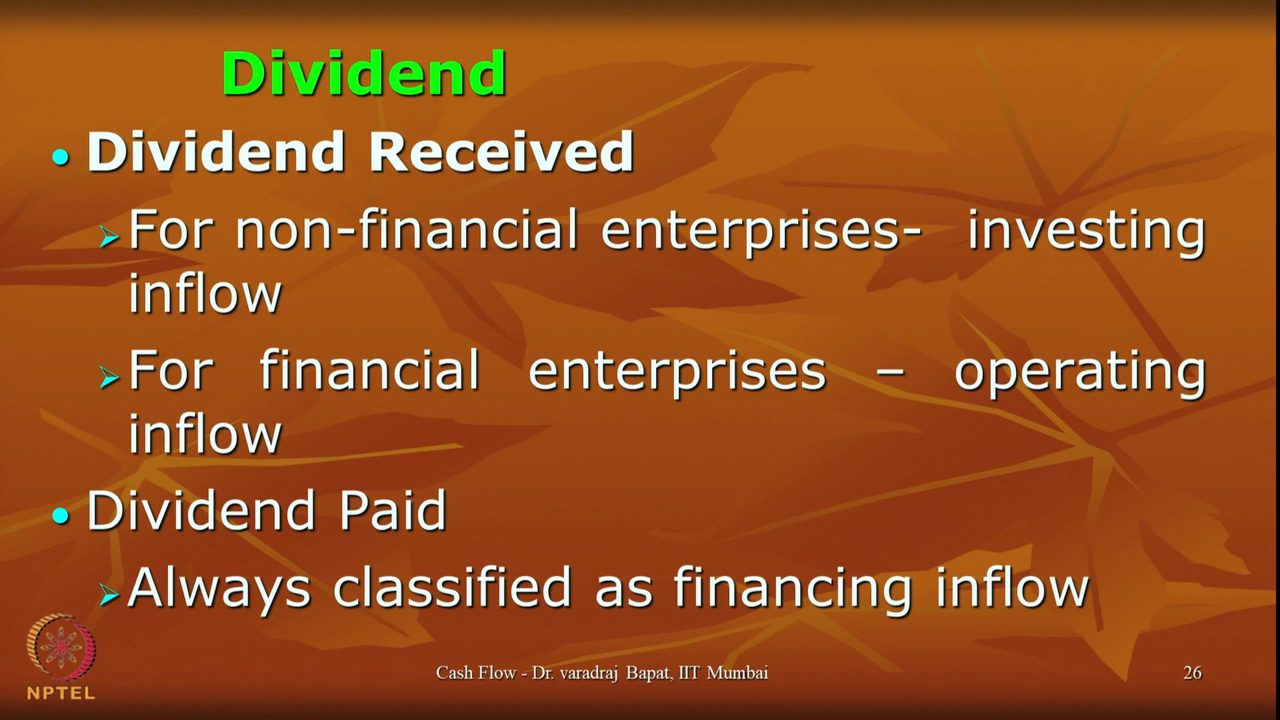 Dividend
• Dividend Received
➢For non-financial enterprises- investing
inflow
➢For financial enterprises – operating
inflow
• Dividend Paid
➢Always classified as financing inflow
NPTEL
Cash Flow - Dr. varadraj Bapat, IIT Mumbai
26